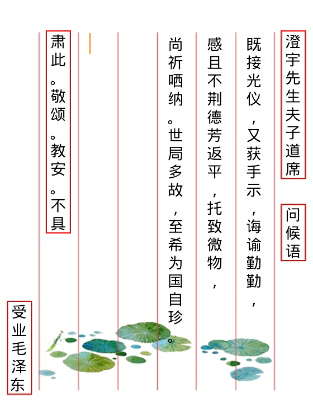 澄宇先生夫子道席
问候语
既接光仪，又获手示，诲谕勤勤，
感且不荆德芳返平，托致微物，
尚祈哂纳。世局多故，至希为国自珍。
肃此。敬颂。教安。不具
受业毛泽东